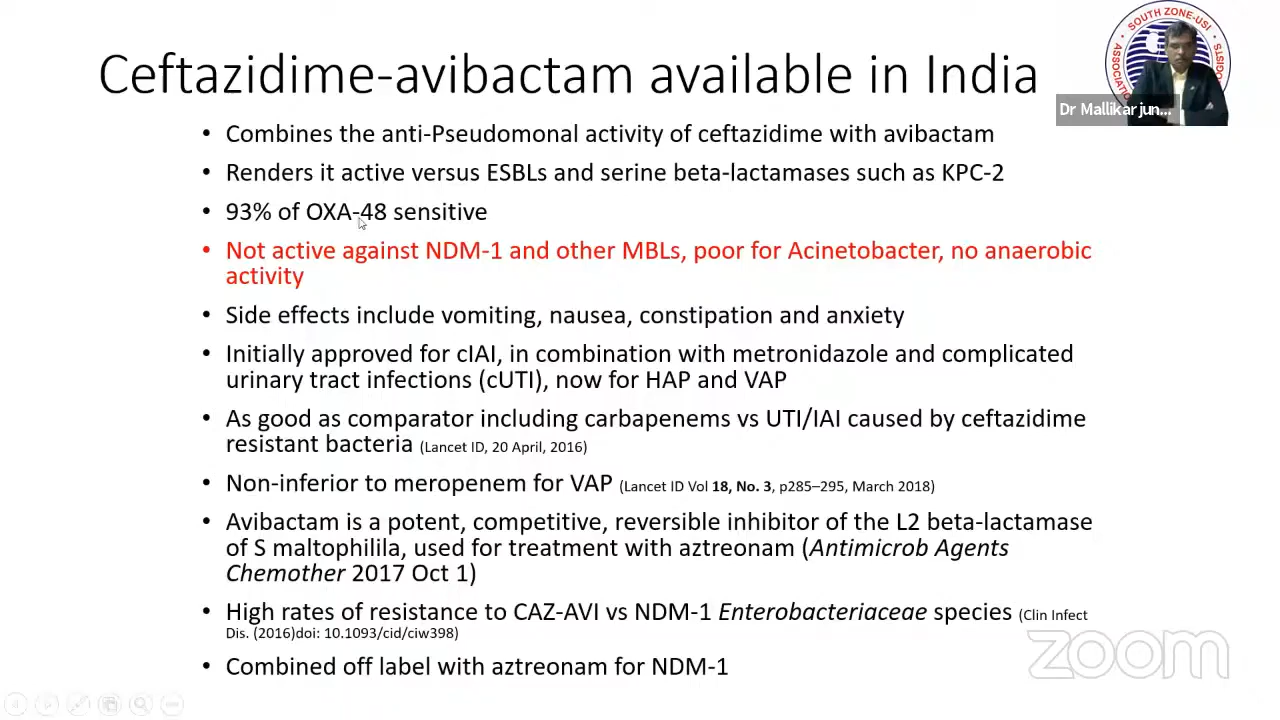 Ceftazidime-avibactam available in India
SOUTH ZONE-USI
Dr Mallikarjun...
• Combines the anti-Pseudomonal activity of ceftazidime with avibactam
• Renders it active versus ESBLs and serine beta-lactamases such as KPC-2
• 93% of OXA-48 sensitive
• Not active against NDM-1 and other MBLs, poor for Acinetobacter, no anaerobic
activity
• Side effects include vomiting, nausea, constipation and anxiety
• Initially approved for cIAI, in combination with metronidazole and complicated
urinary tract infections (cUTI), now for HAP and VAP
• As good as comparator including carbapenems vs UTI/IAI caused by ceftazidime
resistant bacteria (Lancet ID, 20 April, 2016)
• Non-inferior to meropenem for VAP (Lancet ID Vol 18, No. 3, p285–295, March 2018)
• Avibactam is a potent, competitive, reversible inhibitor of the L2 beta-lactamase
of S maltophilila, used for treatment with aztreonam (Antimicrob Agents
Chemother 2017 Oct 1)
• High rates of resistance to CAZ-AVI vs NDM-1 Enterobacteriaceae species (Clin Infect
Dis. (2016)doi: 10.1093/cid/ciw398)
• Combined off label with aztreonam for NDM-1
zoom